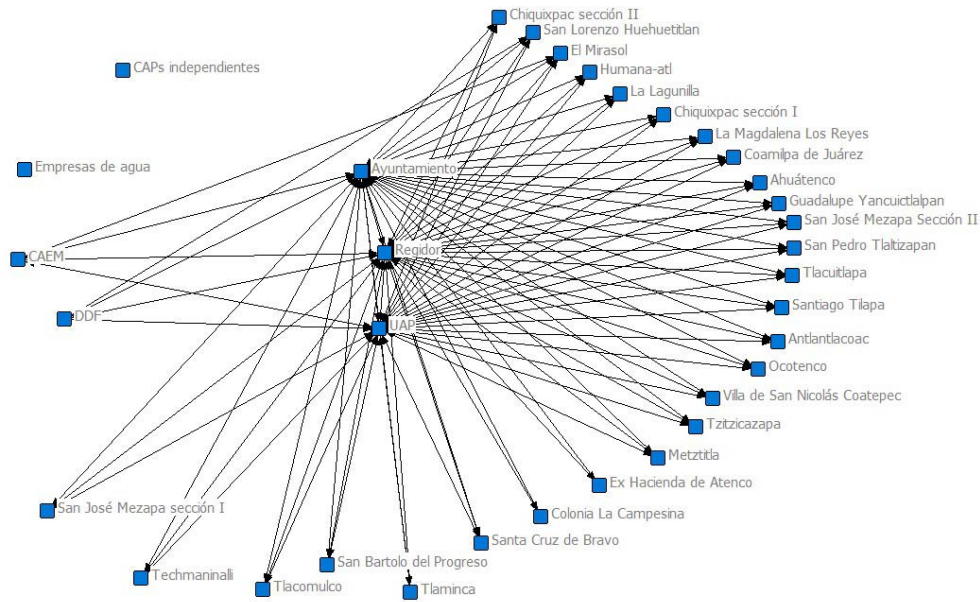 Chiquixpac sección II
San Lorenzo Huehuetitlan
El Mirasol
CAPs independientes
Humana-atl
La Lagunilla
Chiquixpac sección I
La Magdalena Los Reyes
Coamilpa de Juárez
Empresas de agua
Ayuntamiento
Ahuátenco
Guadalupe Yancuictlalpan
San José Mezapa Sección II
San Pedro Tlaltizapan
CAEM
Regidor
Tlacuitlapa
Santiago Tilapa
DDF
UAP
Antlantlacoac
Ocotenco
Villa de San Nicolás Coatepec
Tzitzicazapa
Metztitla
Ex Hacienda de Atenco
San José Mezapa sección I
Colonia La Campesina
Santa Cruz de Bravo
San Bartolo del Progreso
Techmaninalli
Tlacomulco
Tlaminca